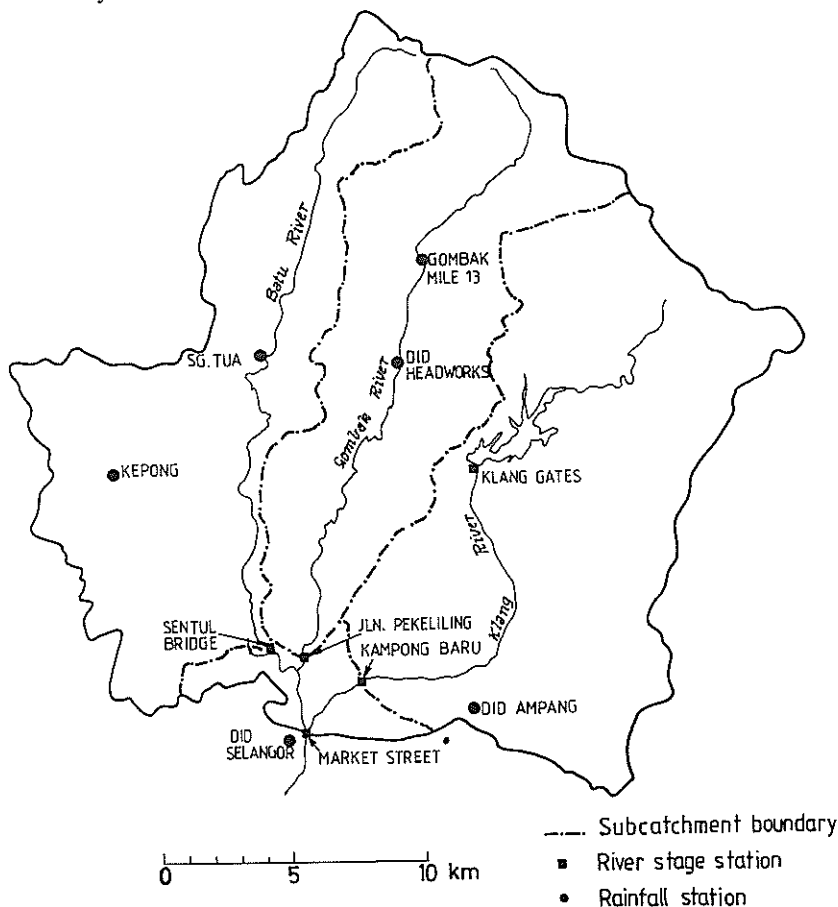 Batu River
GOMBAK
MILE 13
SG. TUA
DID
HEADWORKS
Gombak River
KEPONG
KLANG GATES
River
Klang
SENTUL
BRIDGE
JLN. PEKELILING
KAMPONG BARU
DID AMPANG
DID
SELANGOR
MARKET STREET
Subcatchment boundary
River stage station
Rainfall station
0 5 10 km